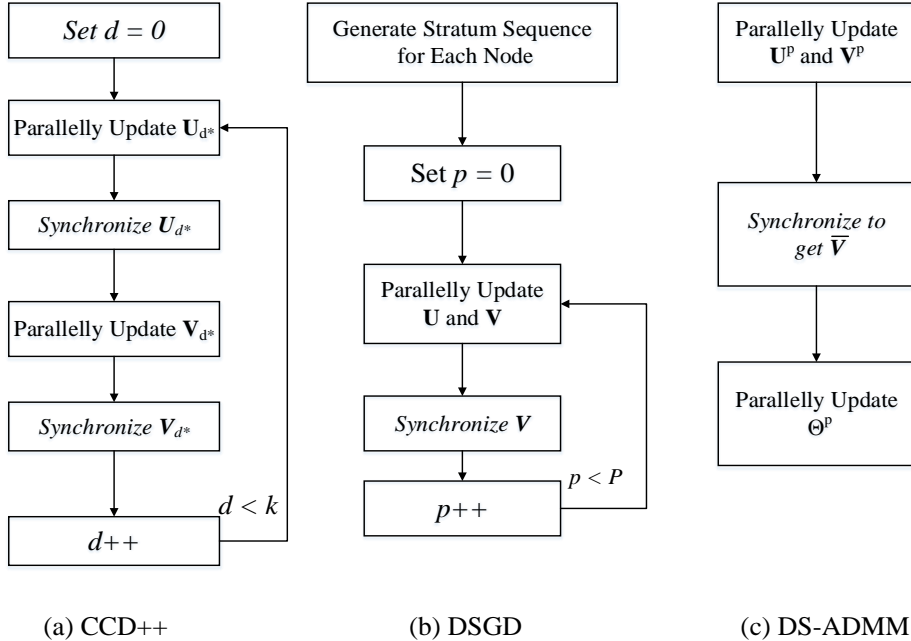 Set d = 0
Parallelly Update U_d*
Synchronize U_d*
Parallelly Update V_d*
Synchronize V_d*
d++
d < k
(a) CCD++
Generate Stratum Sequence
for Each Node
Set p = 0
Parallelly Update
U and V
Synchronize V
p++
p < P
(b) DSGD
Parallelly Update
U^p and V^p
Synchronize to
get V̅
Parallelly Update
Θ^p
(c) DS-ADMM